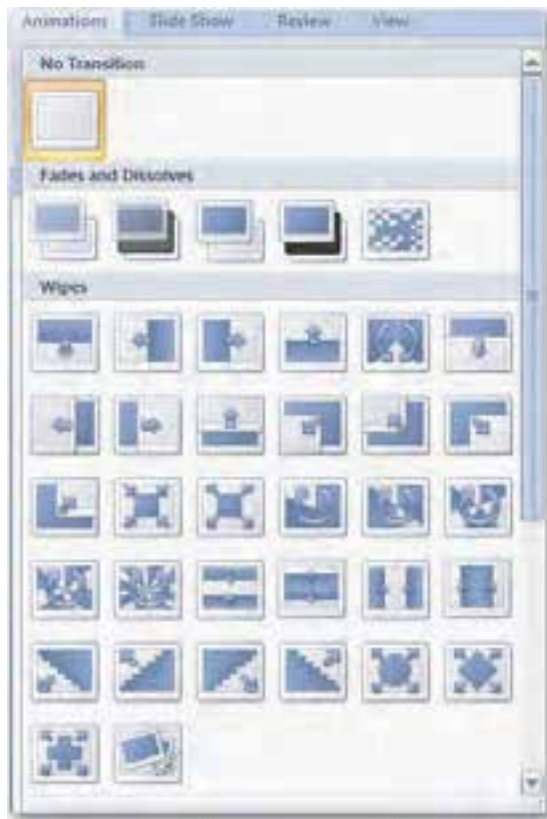 Animations Slide Show Review View
No Transition
Fades and Dissolves
Wipes